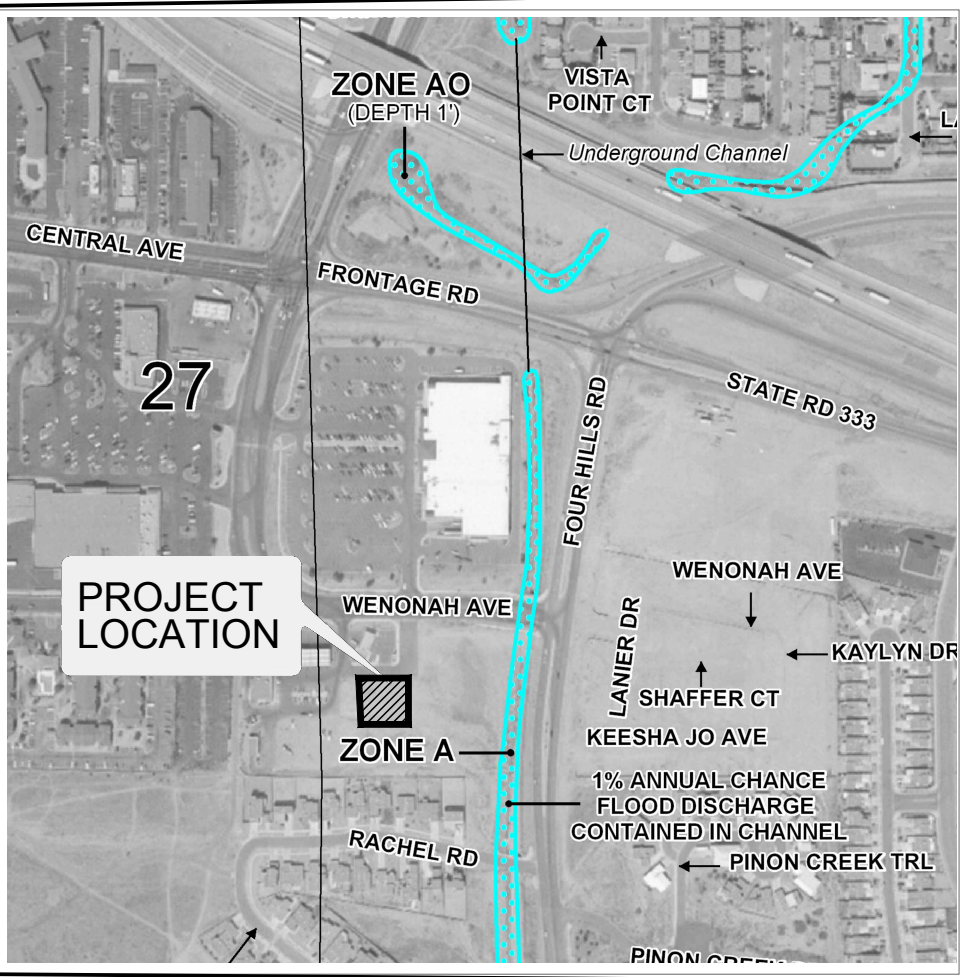 ZONE AO
(DEPTH 1')
VISTA
POINT CT
Underground Channel
CENTRAL AVE
FRONTAGE RD
27
STATE RD 333
FOUR HILLS RD
PROJECT
LOCATION
WENONAH AVE
WENONAH AVE
LANIER DR
KAYLYN DR
SHAFFER CT
ZONE A
KEESHA JO AVE
1% ANNUAL CHANCE
FLOOD DISCHARGE
CONTAINED IN CHANNEL
RACHEL RD
PINON CREEK TRL
PINON CREEK